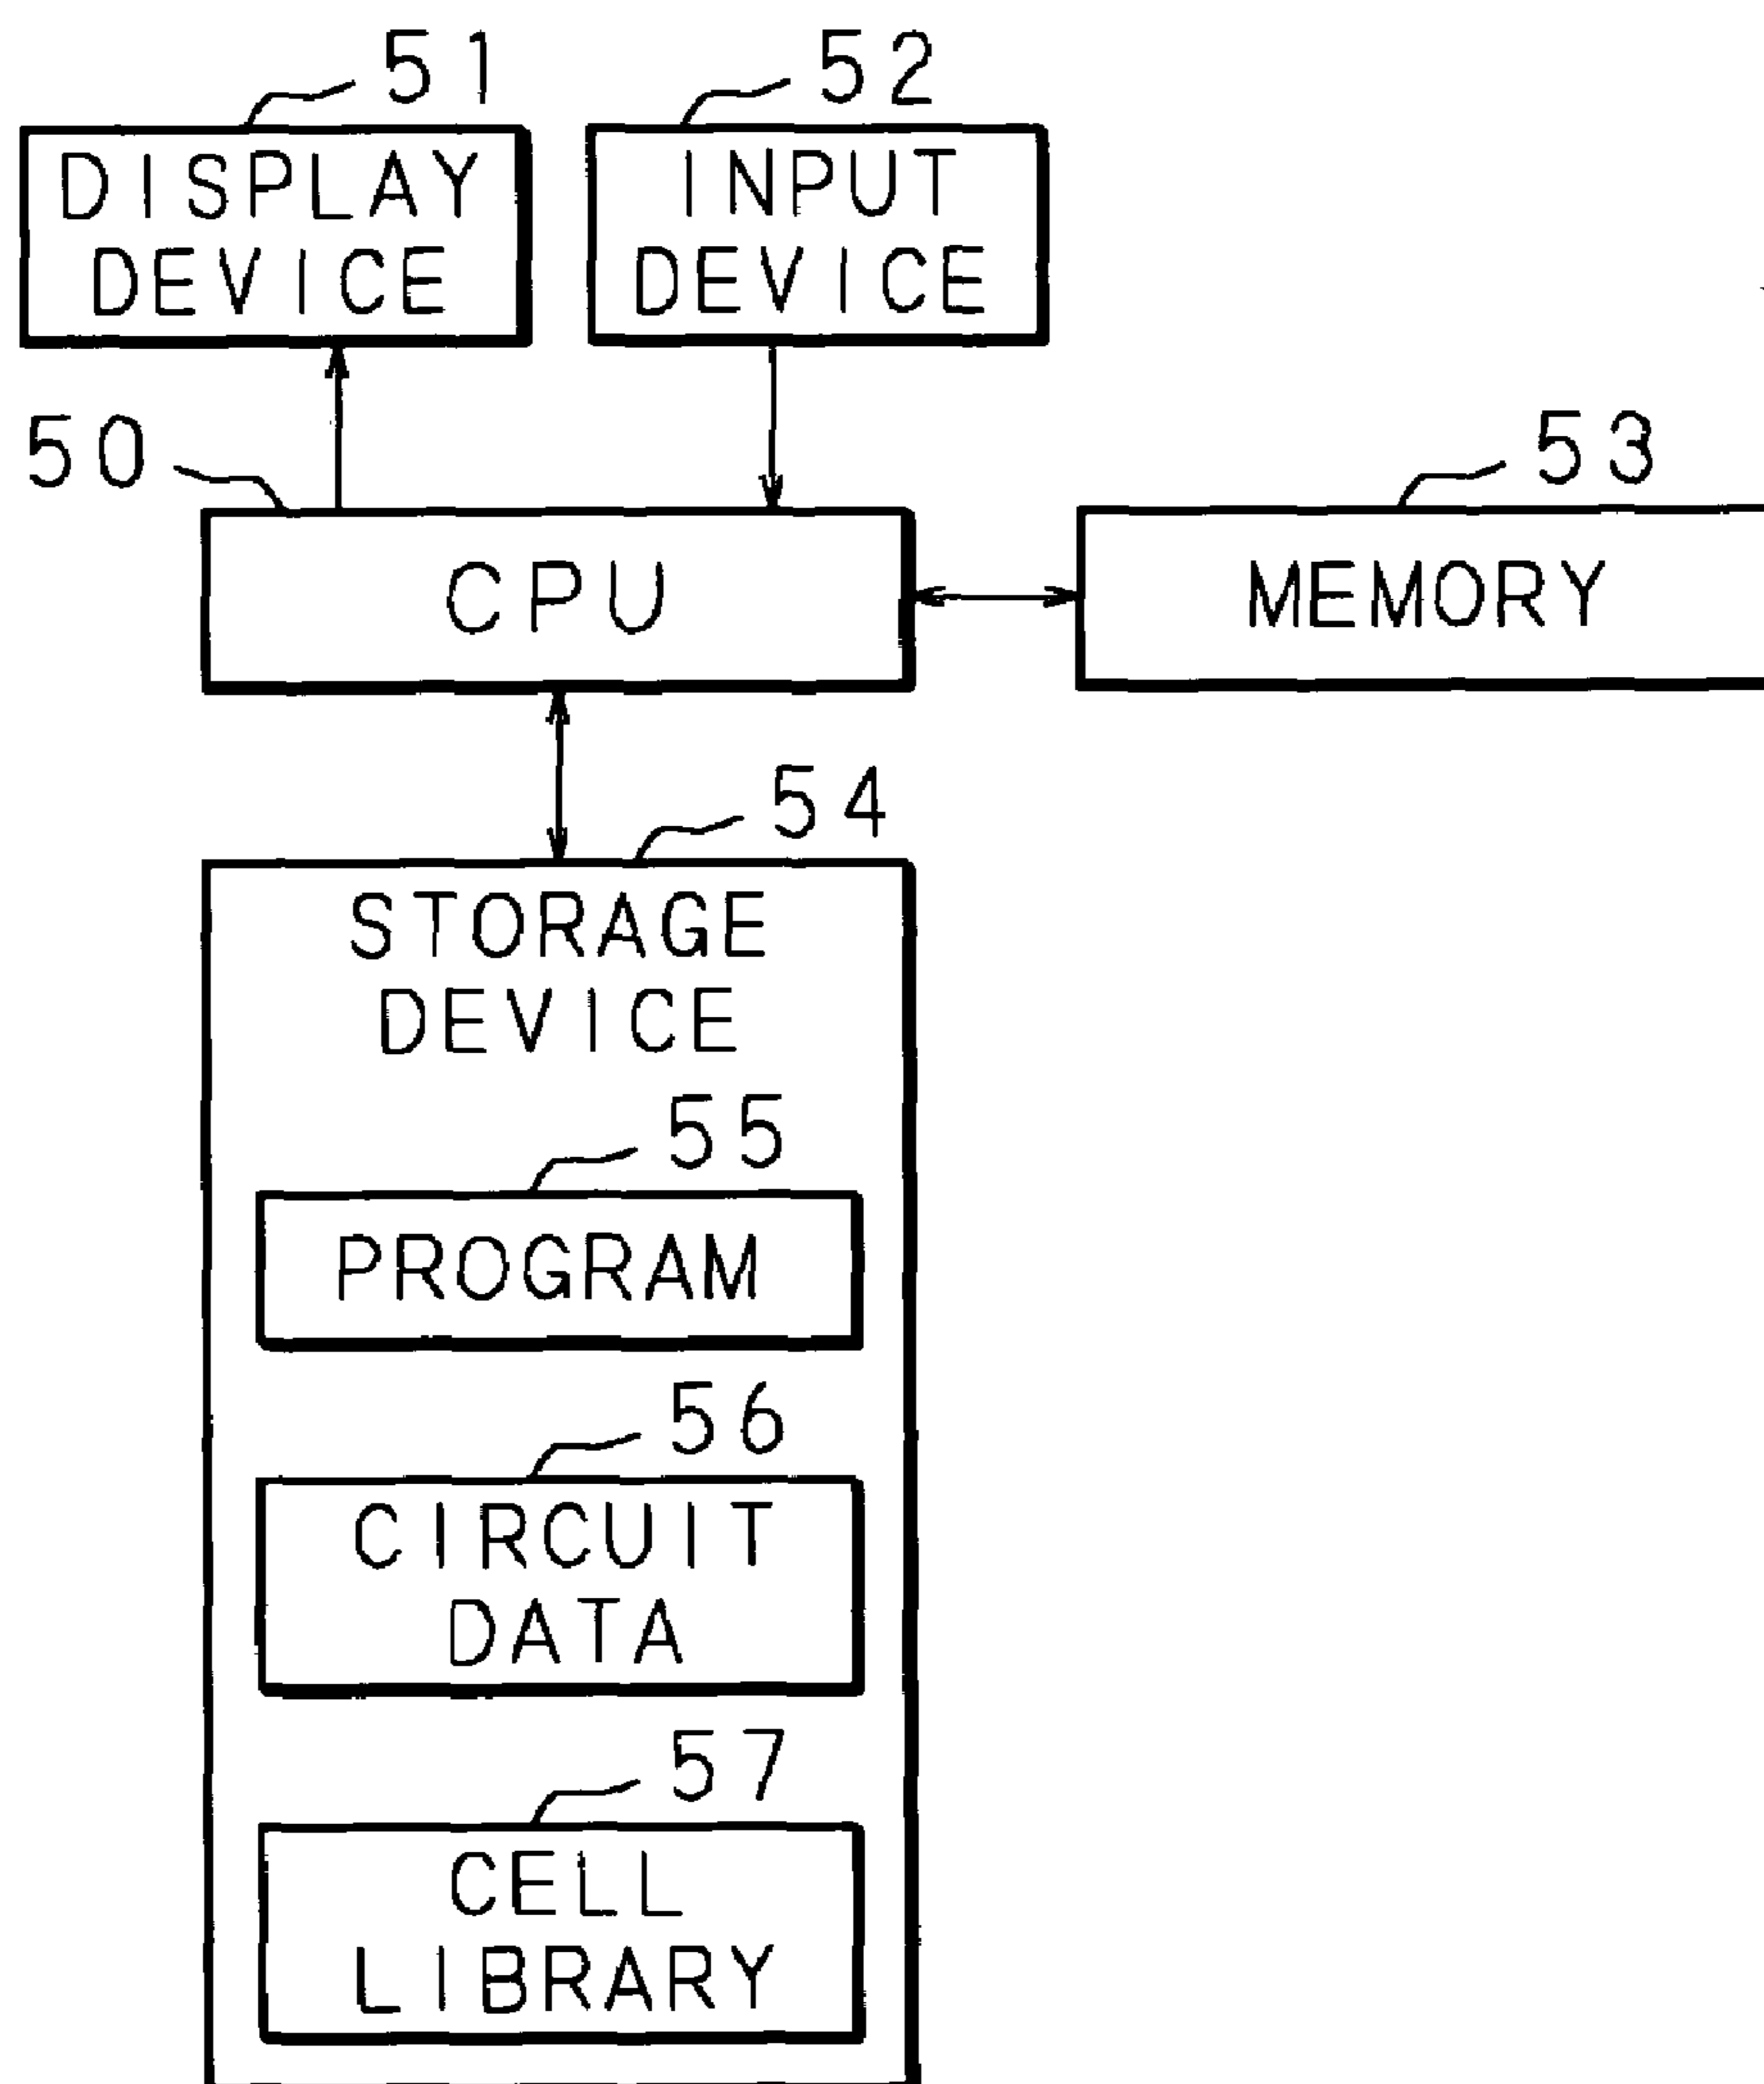 51
52
DISPLAY
DEVICE
INPUT
DEVICE
50
53
CPU
MEMORY
54
STORAGE
DEVICE
55
PROGRAM
56
CIRCUIT
DATA
57
CELL
LIBRARY